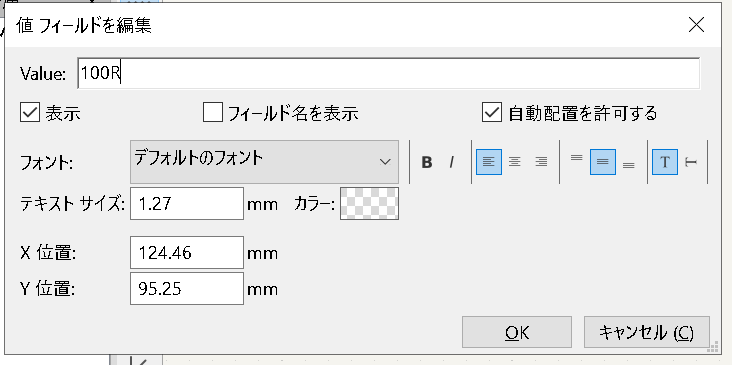 値 フィールドを編集
Value: 100R
表示 フィールド名を表示 自動配置を許可する
フォント: デフォルトのフォント B I T T
テキスト サイズ: 1.27 mm カラー:
X 位置: 124.46 mm
Y 位置: 95.25 mm
OK キャンセル (C)